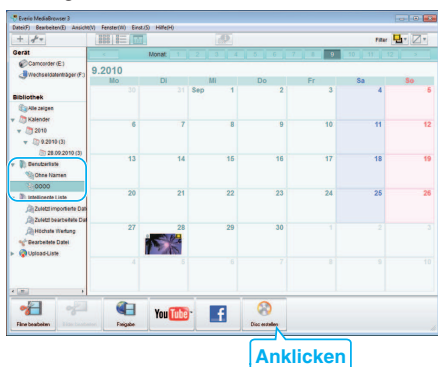 Everio MediaBrowser 3
Datei(F) Bearbeiten(E) Ansicht(V) Fenster(W) Einst.(S) Hilfe(H)
Filter
Gerät
Camcorder (E:)
Wechseldatenträger (F:)
Bibliothek
Alle zeigen
Kalender
2010
9.2010 (3)
28.09.2010 (3)
Benutzerliste
Ohne Namen
OOOO
Intelligente Liste
Zuletzt importierte Dat
Zuletzt bearbeitete Dat
Höchste Wertung
Bearbeitete Datei
Upload-Liste
Monat 9 10 11 12
9.2010
Mo Di Mi Do Fr Sa So
30 31 Sep 1 2 3 4 5
6 7 8 9 10 11 12
13 14 15 16 17 18 19
20 21 22 23 24 25 26
27 28 29 30 1 2 3
4 5 6 7 8 9 10
Filme bearbeiten
Freigabe
YouTube
f
Disc erstellen
Anklicken